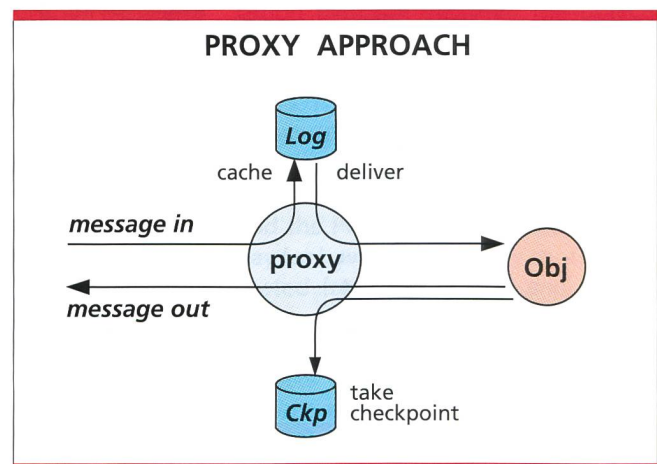 PROXY APPROACH
Log
cache
deliver
message in
proxy
Obj
message out
Ckp
take
checkpoint